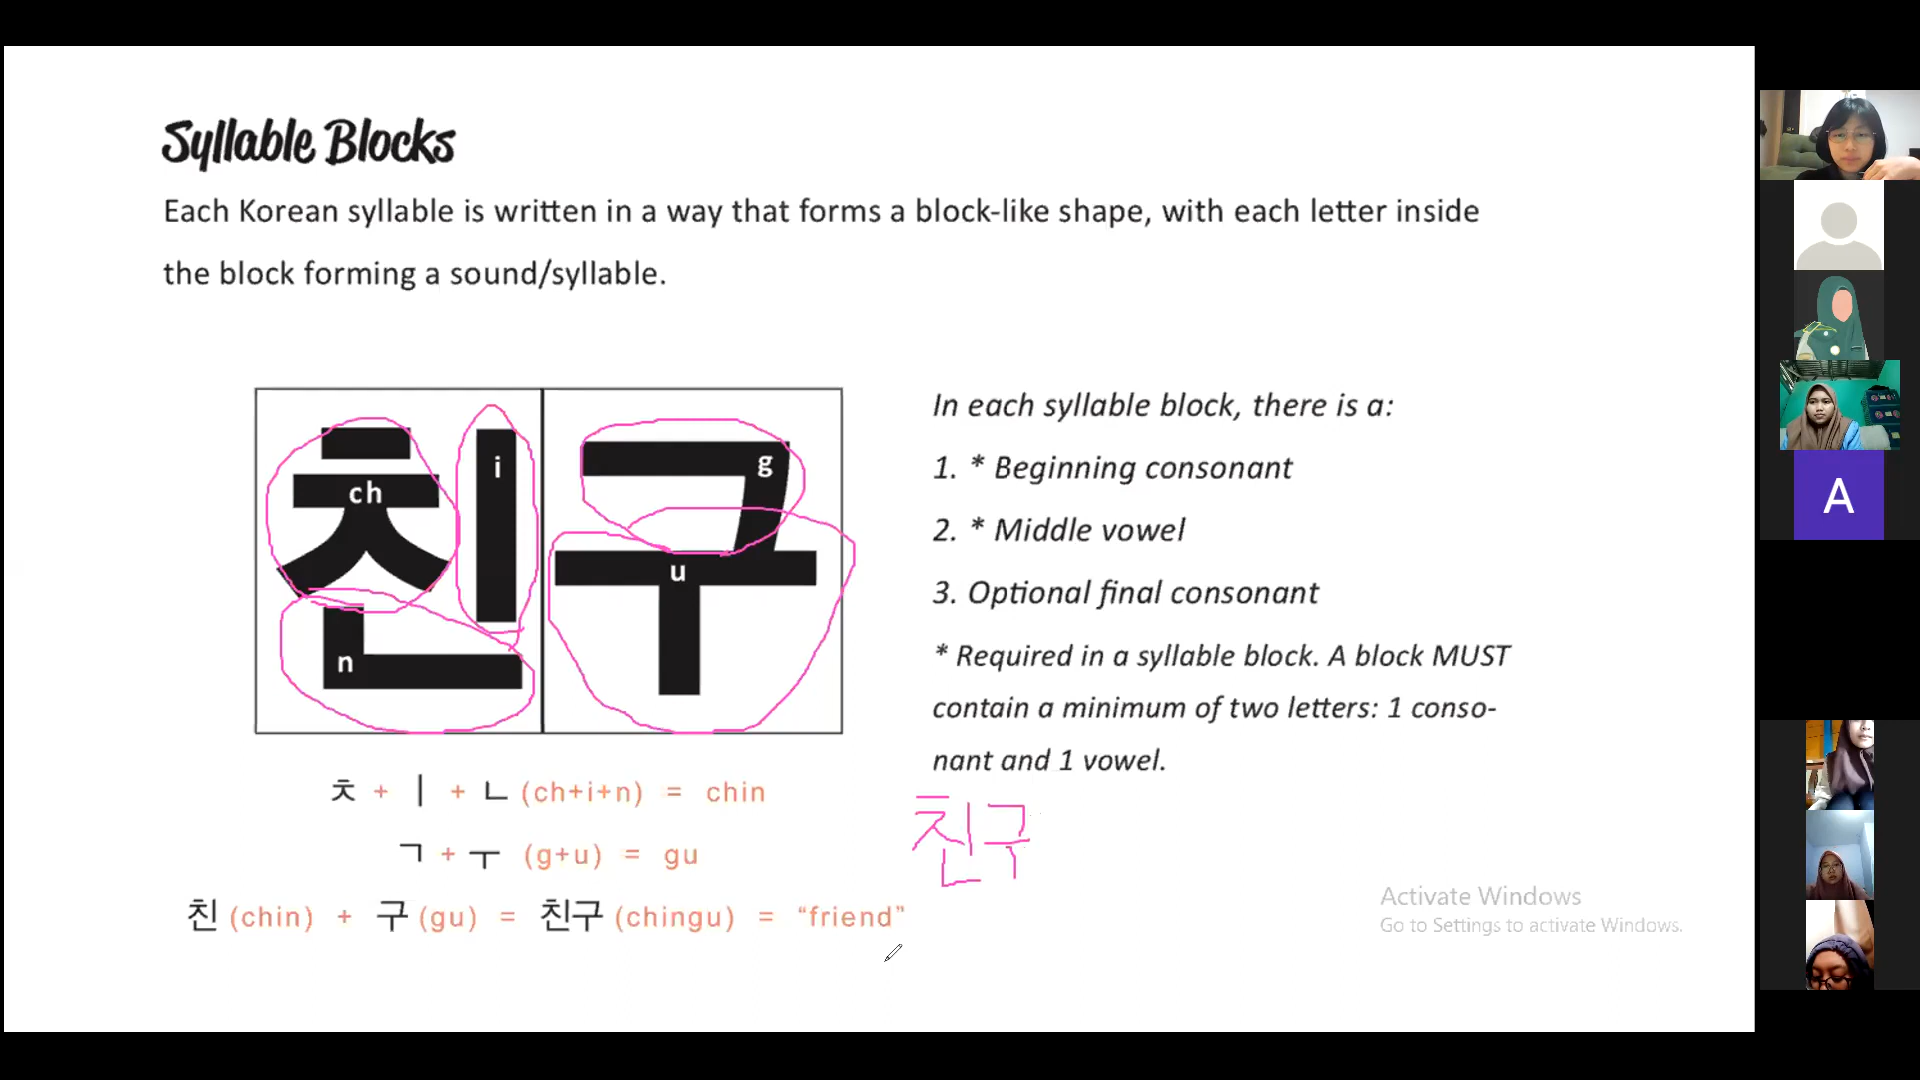 Syllable Blocks
Each Korean syllable is written in a way that forms a block-like shape, with each letter inside
the block forming a sound/syllable.
친구
ch
i
n
g
u
In each syllable block, there is a:
1. * Beginning consonant
2. * Middle vowel
3. Optional final consonant
* Required in a syllable block. A block MUST
contain a minimum of two letters: 1 conso-
nant and 1 vowel.
ㅊ + ㅣ + ㄴ (ch+i+n) = chin
ㄱ + ㅜ (g+u) = gu
친 (chin) + 구 (gu) = 친구 (chingu) = “friend”
친구
Activate Windows
Go to Settings to activate Windows.
A